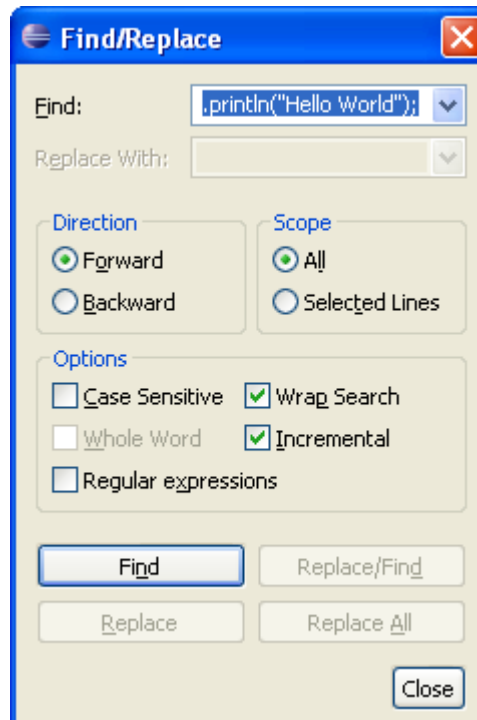 Find/Replace
Find: .println("Hello World");
Replace With:
Direction Scope
Forward All
Backward Selected Lines
Options
Case Sensitive Wrap Search
Whole Word Incremental
Regular expressions
Find Replace/Find
Replace Replace All
Close